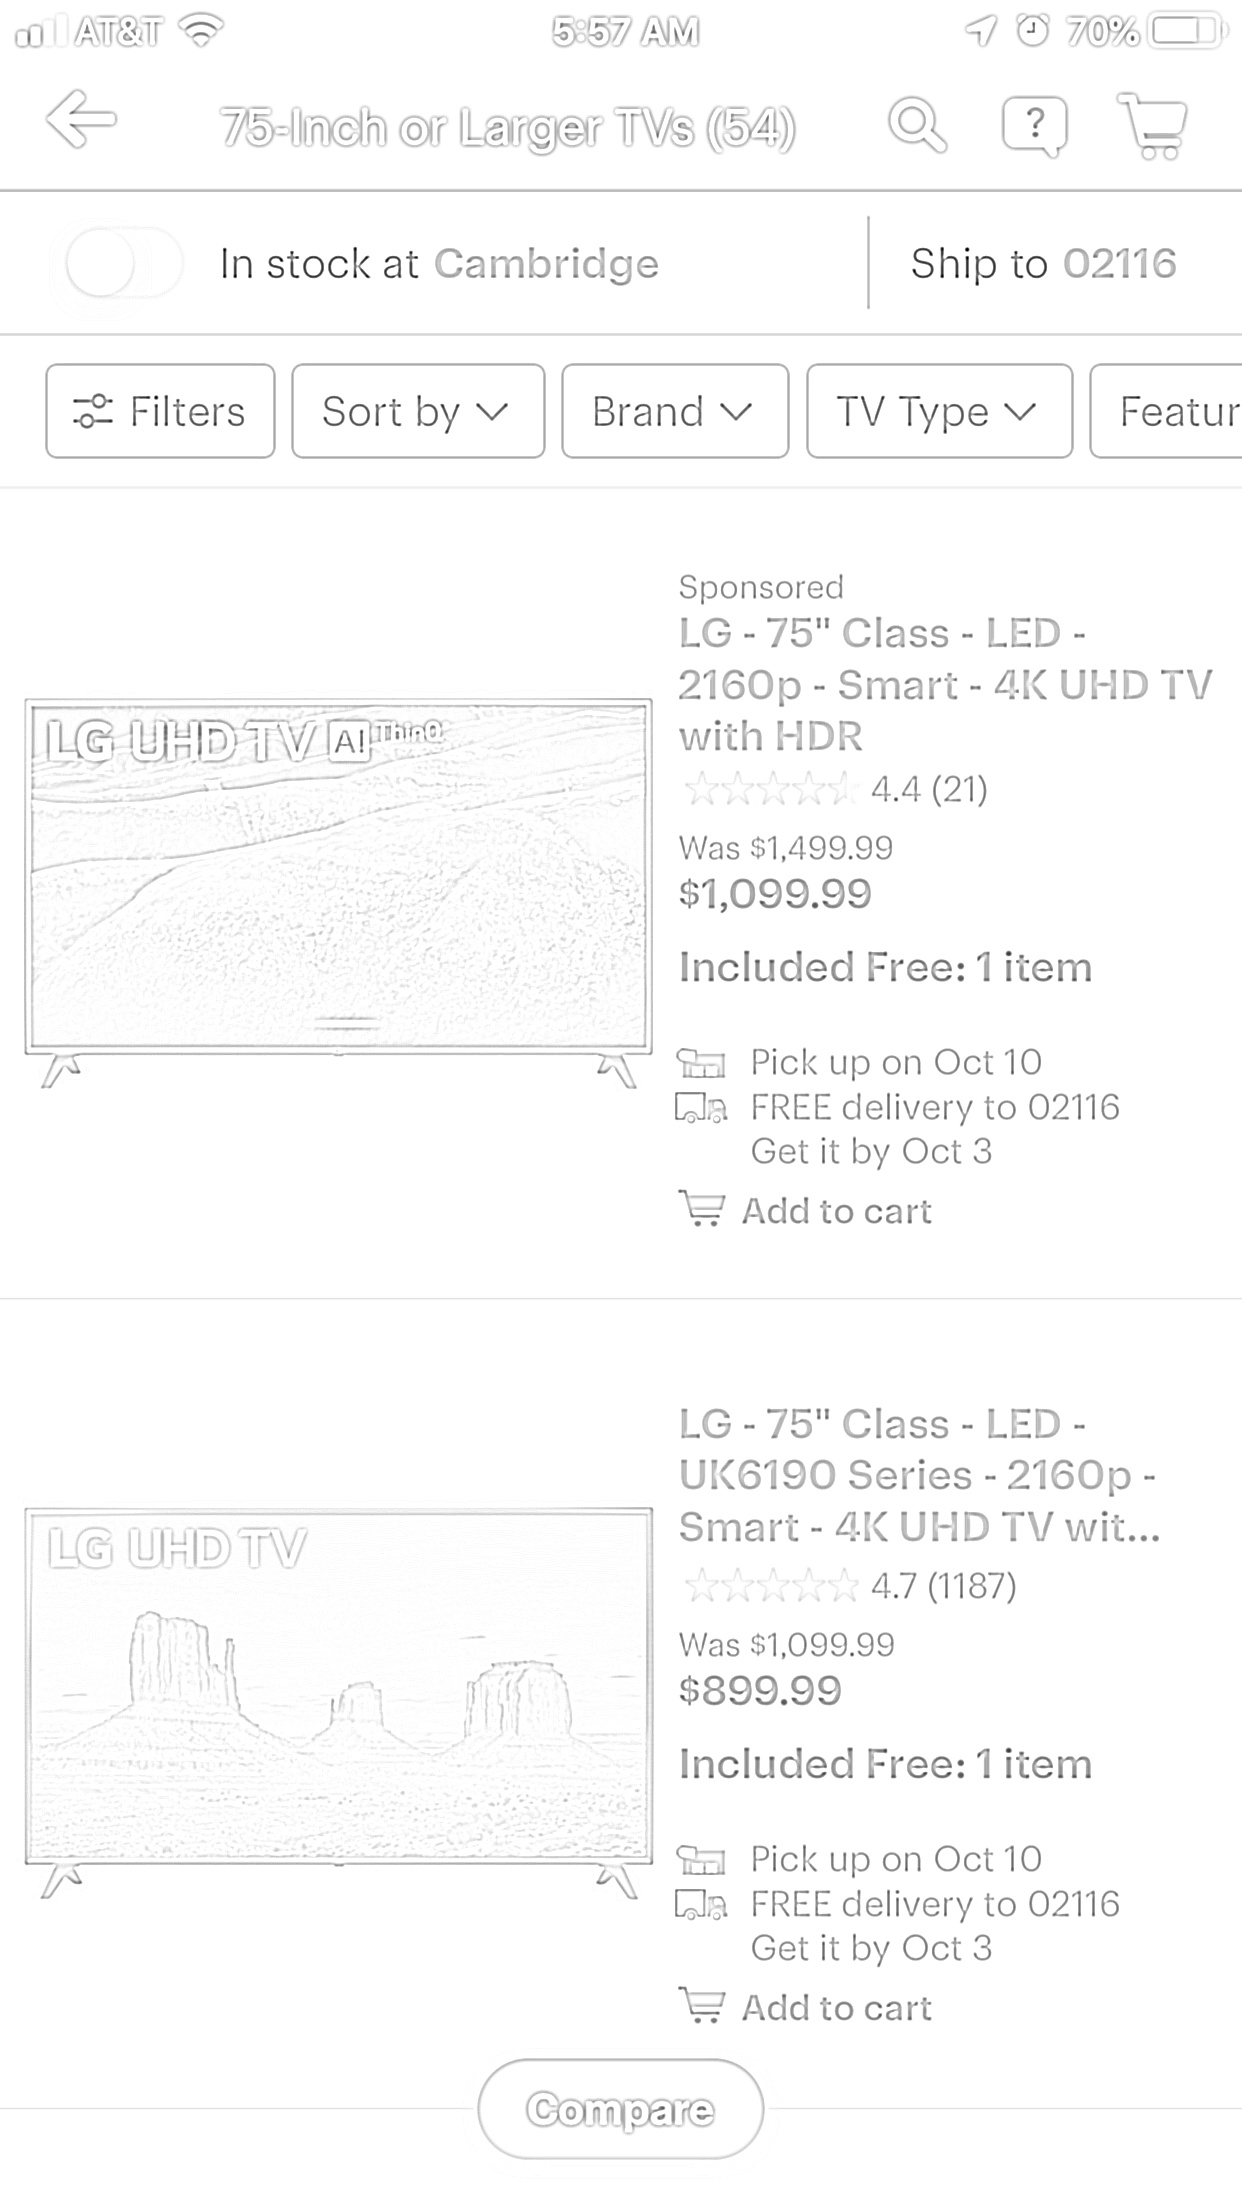 AT&T 5:57 AM 70%
75-Inch or Larger TVs (54) ?
In stock at Cambridge Ship to 02116
Filters Sort by Brand TV Type Featur
Sponsored
LG - 75" Class - LED -
2160p - Smart - 4K UHD TV
with HDR
LG UHD TV AI ThinQ
4.4 (21)
Was $1,499.99
$1,099.99
Included Free: 1 item
Pick up on Oct 10
FREE delivery to 02116
Get it by Oct 3
Add to cart
LG - 75" Class - LED -
UK6190 Series - 2160p -
Smart - 4K UHD TV wit...
LG UHD TV
4.7 (1187)
Was $1,099.99
$899.99
Included Free: 1 item
Pick up on Oct 10
FREE delivery to 02116
Get it by Oct 3
Add to cart
Compare